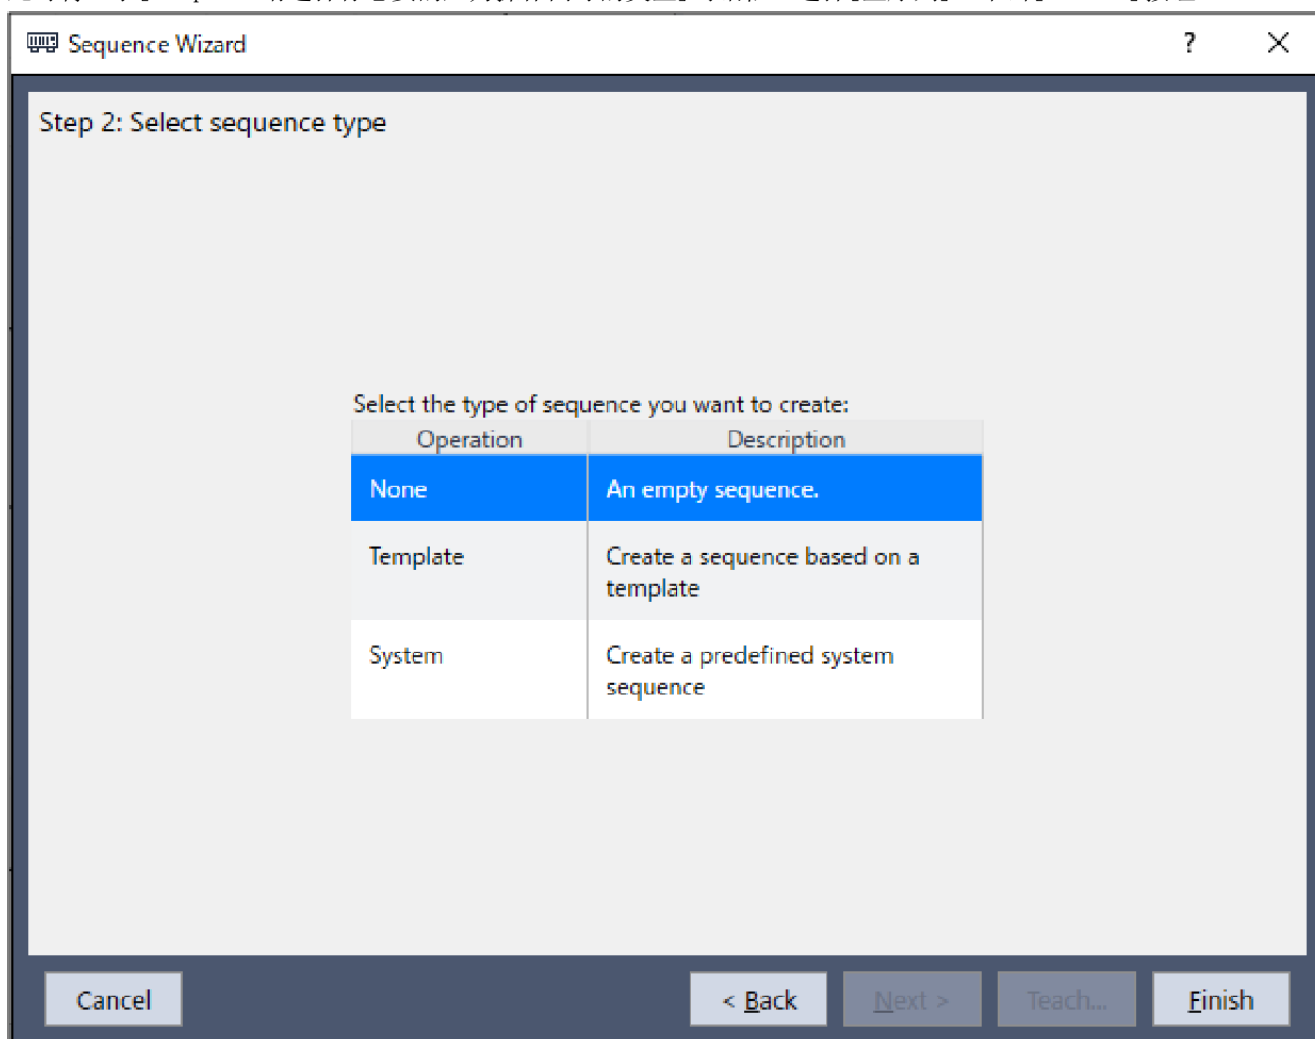 Sequence Wizard
?
Step 2: Select sequence type
Select the type of sequence you want to create:
Operation Description
None An empty sequence.
Template Create a sequence based on a
template
System Create a predefined system
sequence
Cancel < Back Next > Teach... Finish